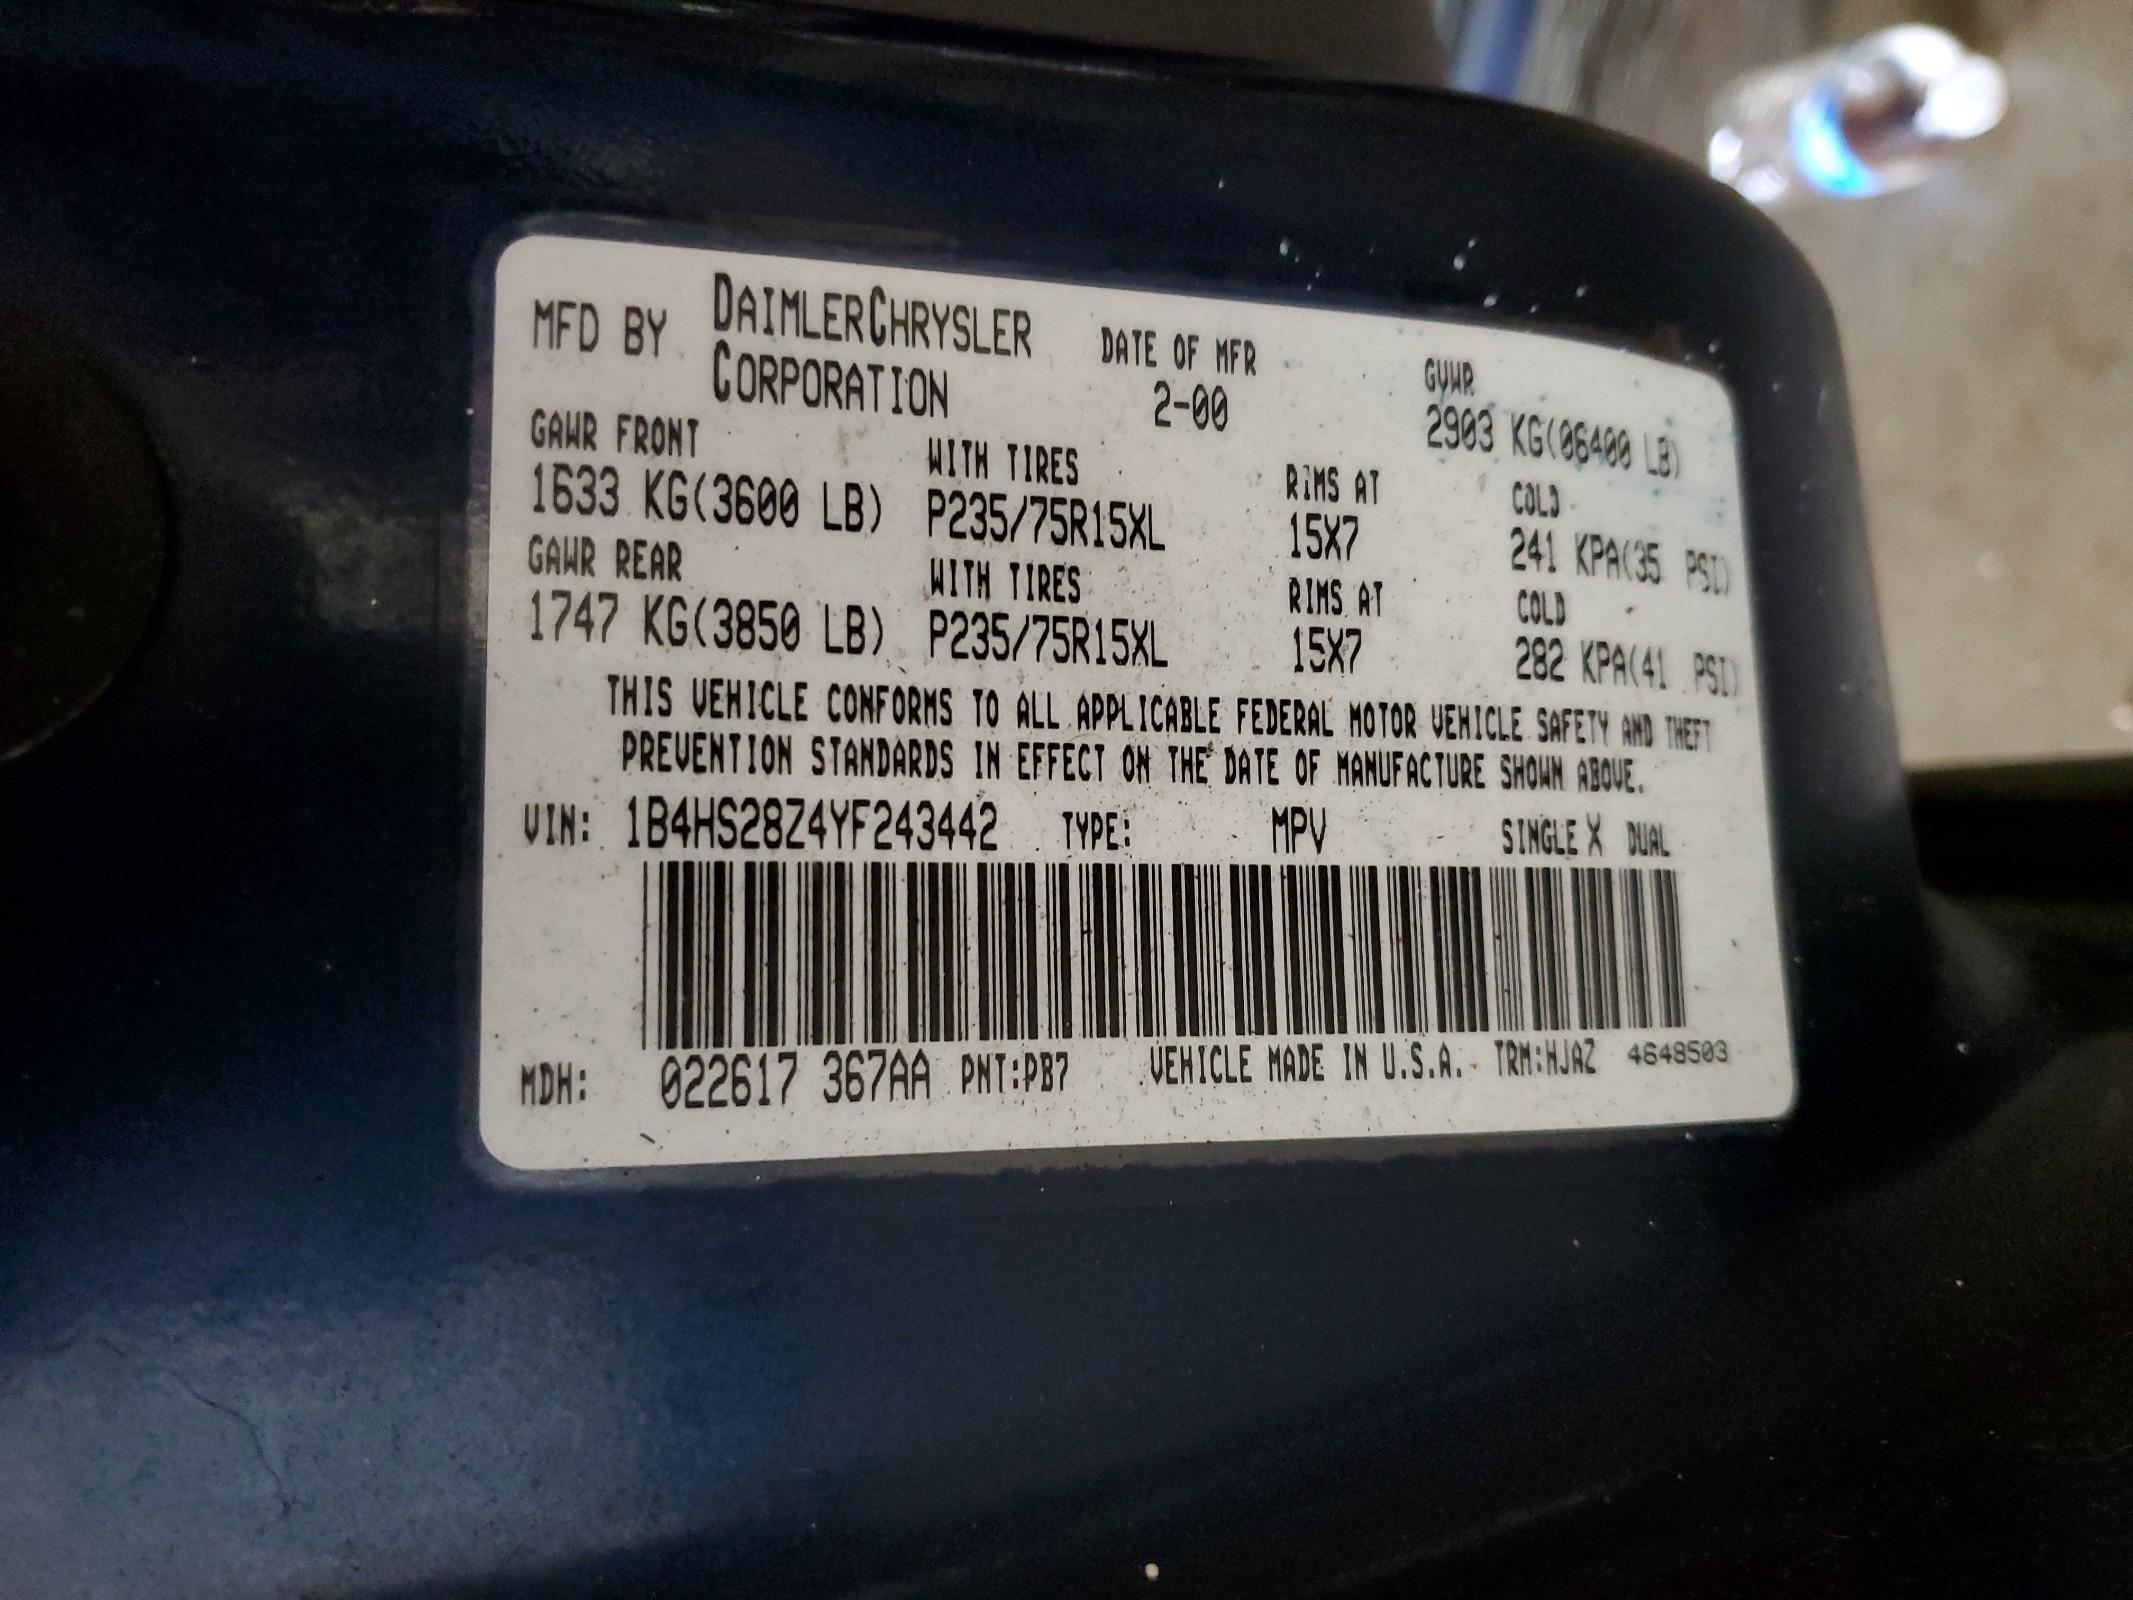 MFD BY DAIMLERCHRYSLER CORPORATION DATE OF MFR 2-00 GVWR 2903 KG(06400 LB)
GAWR FRONT WITH TIRES RIMS AT COLD
1633 KG(3600 LB) P235/75R15XL 15X7 241 KPA(35 PSI)
GAWR REAR WITH TIRES RIMS AT COLD
1747 KG(3850 LB) P235/75R15XL 15X7 282 KPA(41 PSI)
THIS VEHICLE CONFORMS TO ALL APPLICABLE FEDERAL MOTOR VEHICLE SAFETY AND THEFT
PREVENTION STANDARDS IN EFFECT ON THE DATE OF MANUFACTURE SHOWN ABOVE.
VIN: 1B4HS28Z4YF243442 TYPE: MPV SINGLE X DUAL
MDH: 022617 367AA PNT:PB7 VEHICLE MADE IN U.S.A. TRM:HJAZ 4648503